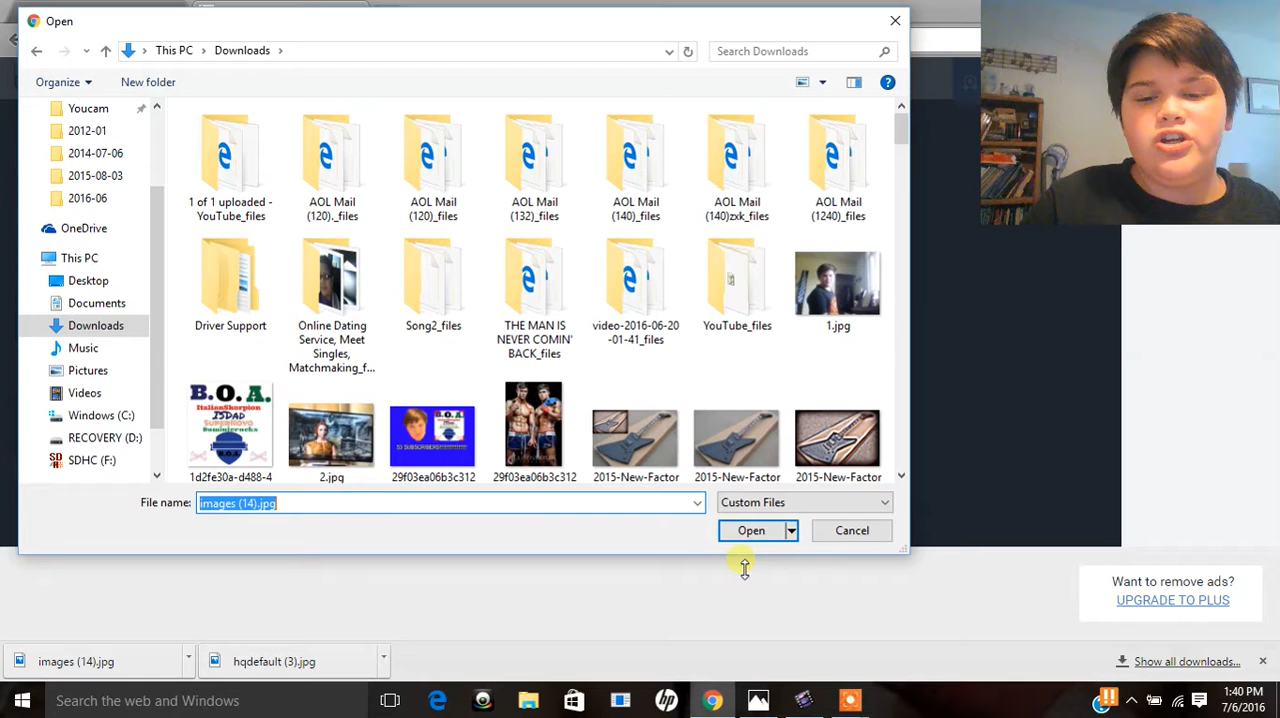 Open
This PC > Downloads >
Search Downloads
Organize
New folder
Youcam
2012-01
2014-07-06
2015-08-03
2016-06
OneDrive
This PC
Desktop
Documents
Downloads
Music
Pictures
Videos
Windows (C:)
RECOVERY (D:)
SDHC (F:)
1 of 1 uploaded -
YouTube_files
AOL Mail
(120)._files
AOL Mail
(120)_files
AOL Mail
(132)_files
AOL Mail
(140)_files
AOL Mail
(140)zxk_files
AOL Mail
(1240)_files
Driver Support
Online Dating
Service, Meet
Singles,
Matchmaking_f...
Song2_files
THE MAN IS
NEVER COMIN'
BACK_files
video-2016-06-20
-01-41_files
YouTube_files
1.jpg
B.O.A.
ItalianSkorpion
JSDAD
1d2fe30a-d488-4
2.jpg
29f03ea06b3c312
29f03ea06b3c312
2015-New-Factor
2015-New-Factor
2015-New-Factor
File name:
images (14).jpg
Custom Files
Open
Cancel
Want to remove ads?
UPGRADE TO PLUS
images (14).jpg
hqdefault (3).jpg
Show all downloads...
Search the web and Windows
1:40 PM
7/6/2016